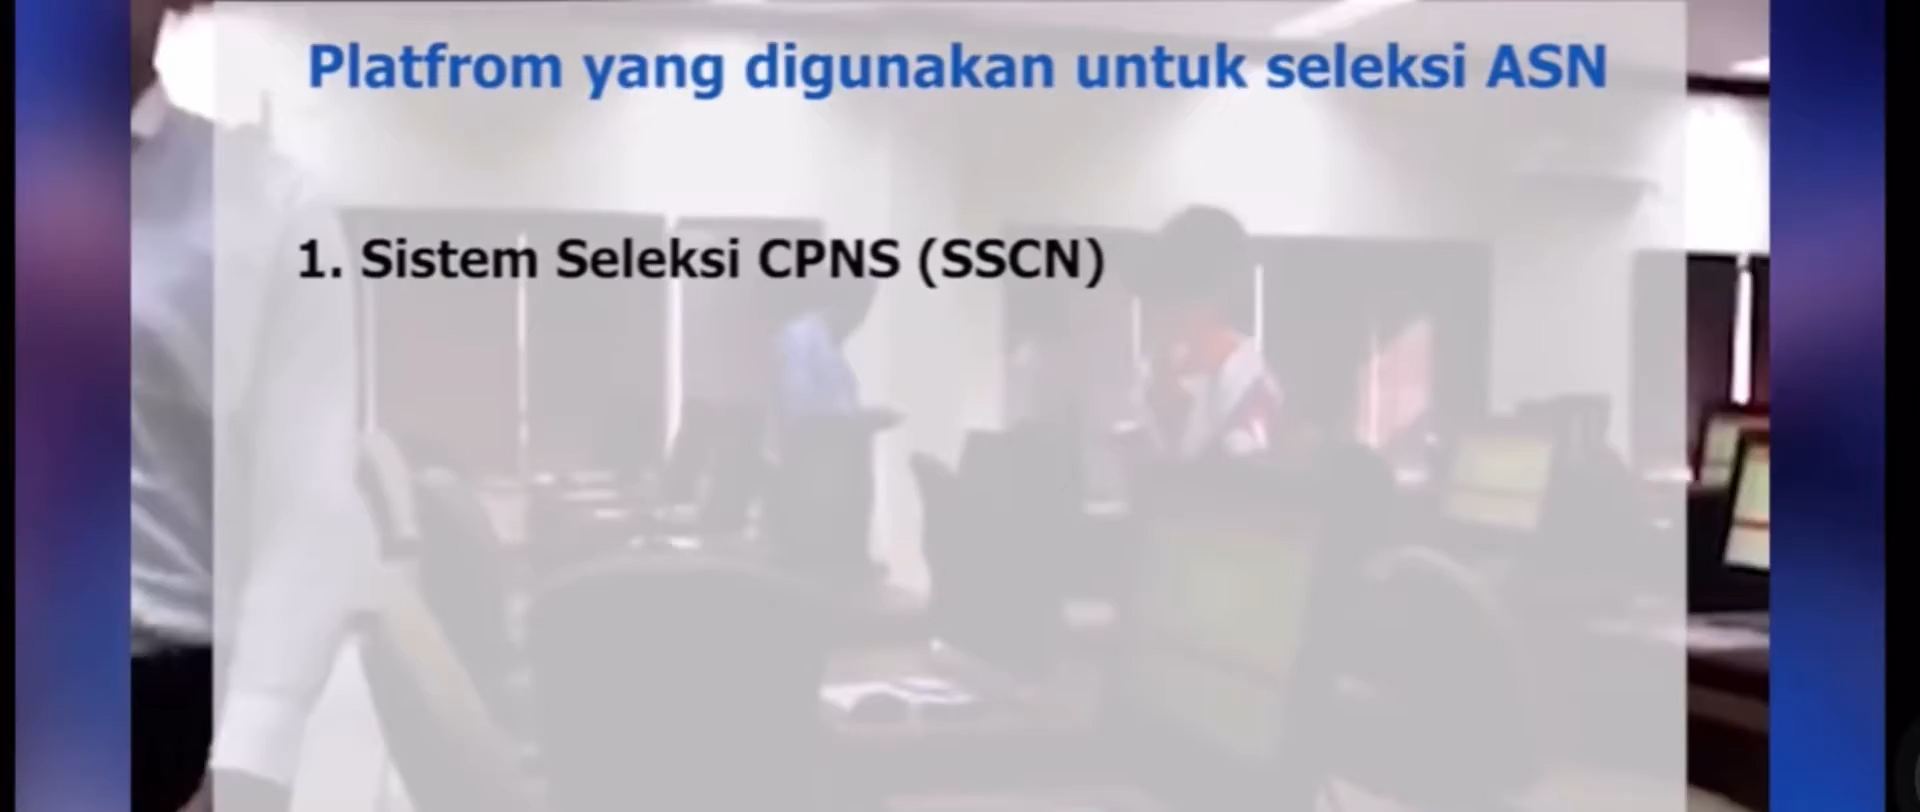 Platfrom yang digunakan untuk seleksi ASN
1. Sistem Seleksi CPNS (SSCN)